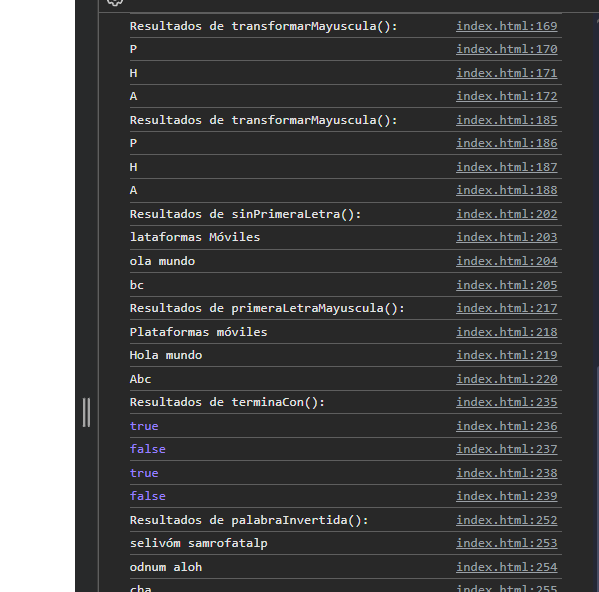 Resultados de transformarMayuscula(): index.html:169
P index.html:170
H index.html:171
A index.html:172
Resultados de transformarMayuscula(): index.html:185
P index.html:186
H index.html:187
A index.html:188
Resultados de sinPrimeraLetra(): index.html:202
lataformas Móviles index.html:203
ola mundo index.html:204
bc index.html:205
Resultados de primeraLetraMayuscula(): index.html:217
Plataformas móviles index.html:218
Hola mundo index.html:219
Abc index.html:220
Resultados de terminaCon(): index.html:235
true index.html:236
false index.html:237
true index.html:238
false index.html:239
Resultados de palabraInvertida(): index.html:252
selivóm samrofatalp index.html:253
odnum aloh index.html:254
cba index.html:255